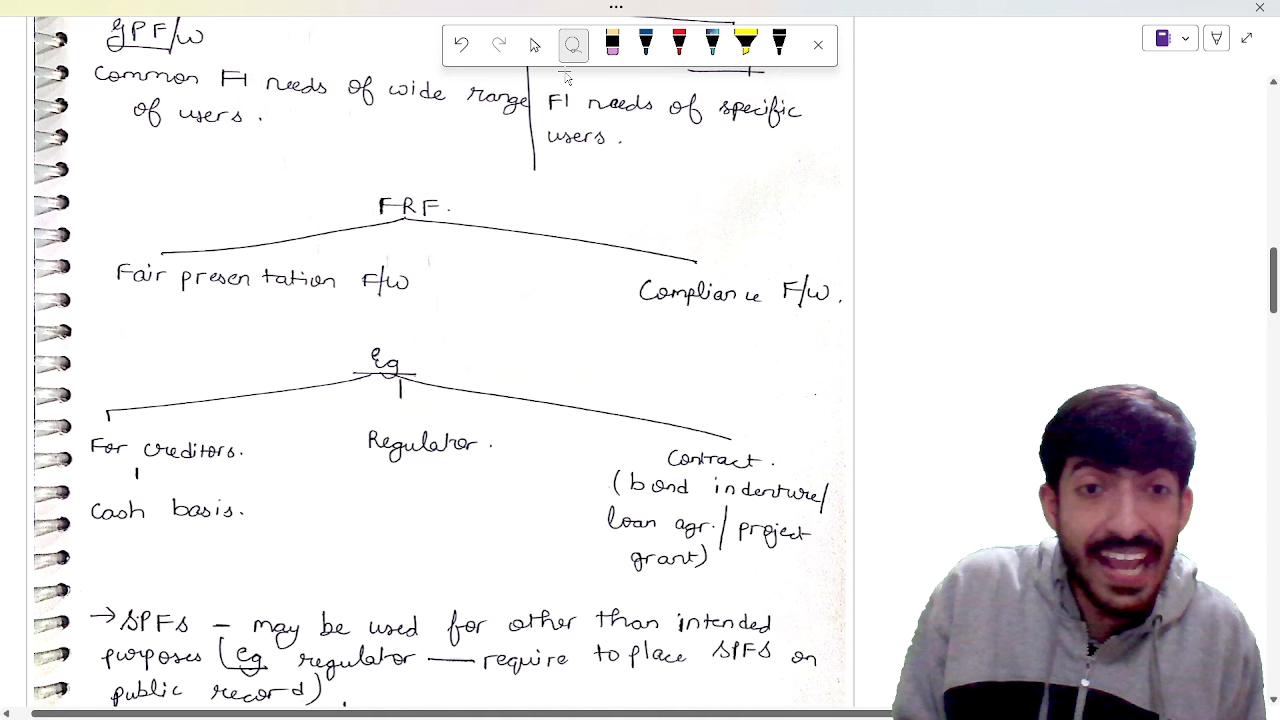 GPF/W
Common FI needs of wide range
of users.
FI needs of specific
users.
FRF.
Fair presentation F/W
Compliance F/W.
Eg
For creditors.
Cash basis.
Regulator.
Contract.
(bond indenture/
loan agr./project
grant)
→ SPFS – may be used for other than intended
purposes (eg regulator — require to place SPFS on
public record).